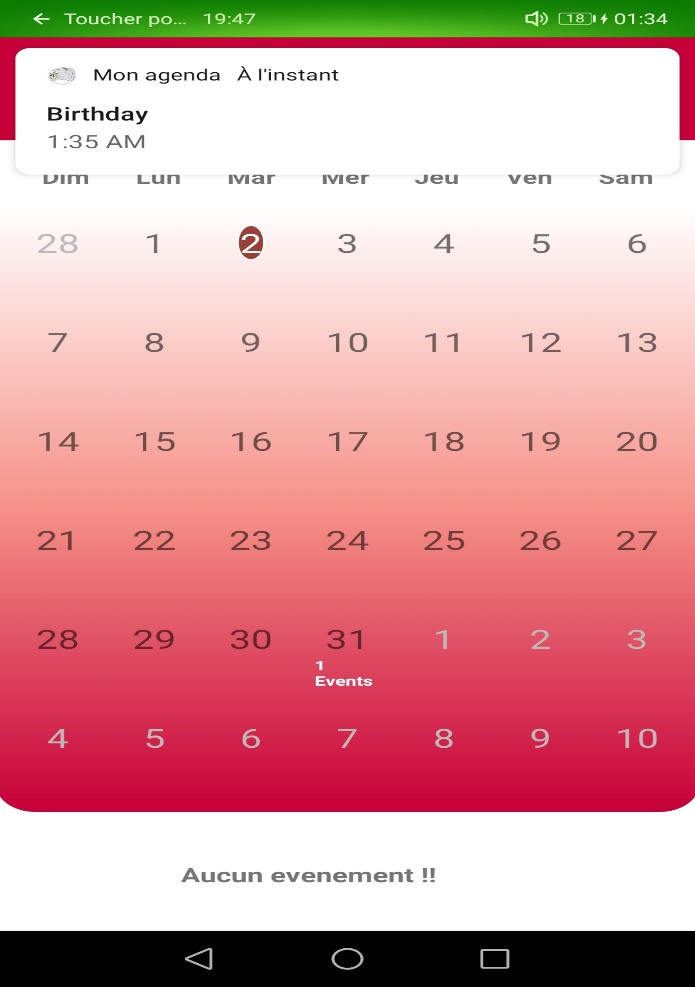 Toucher po... 19:47 18 01:34
Mon agenda À l'instant
Birthday
1:35 AM
Dim Lun Mar Mer Jeu Ven Sam
28 1 2 3 4 5 6
7 8 9 10 11 12 13
14 15 16 17 18 19 20
21 22 23 24 25 26 27
28 29 30 31 1 2 3
1
Events
4 5 6 7 8 9 10
Aucun evenement !!